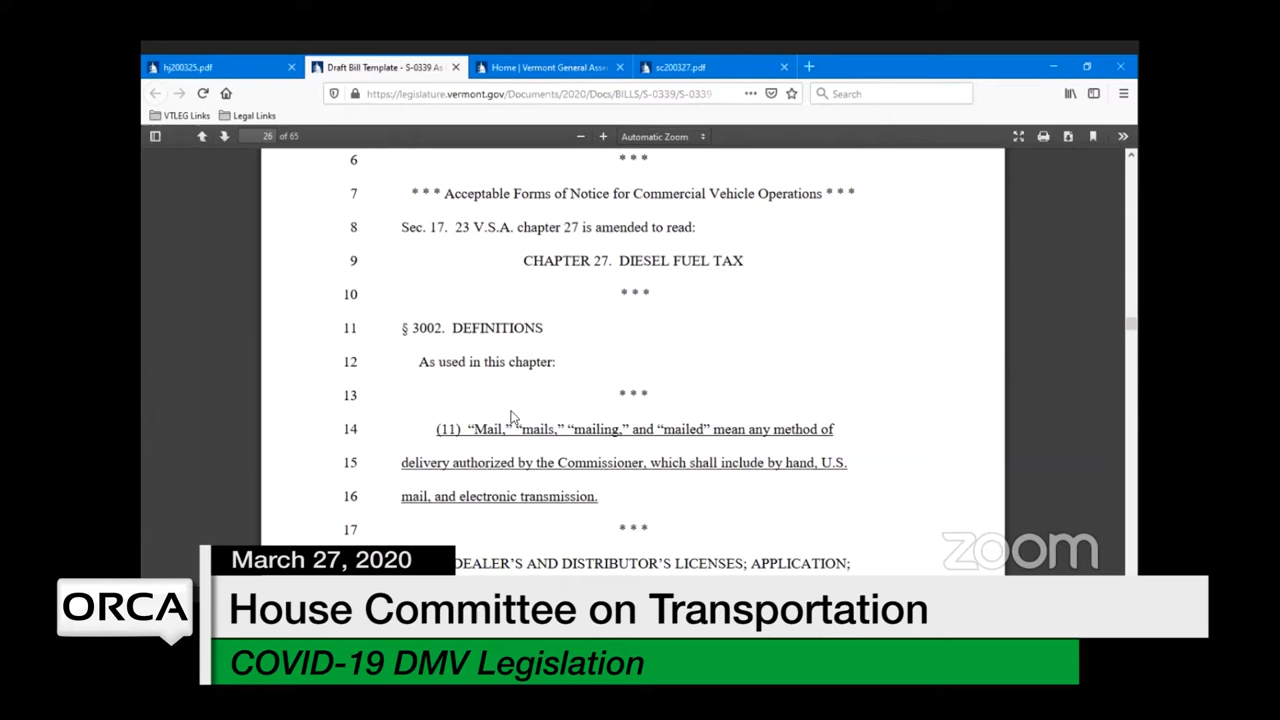 hj200325.pdf
Draft Bill Template - S-0339 As
Home | Vermont General Asse
sc200327.pdf
https://legislature.vermont.gov/Documents/2020/Docs/BILLS/S-0339/S-0339
Search
VTLEG Links
Legal Links
26 of 65
Automatic Zoom
6 * * *
7 * * * Acceptable Forms of Notice for Commercial Vehicle Operations * * *
8 Sec. 17. 23 V.S.A. chapter 27 is amended to read:
9 CHAPTER 27. DIESEL FUEL TAX
10 * * *
11 § 3002. DEFINITIONS
12 As used in this chapter:
13 * * *
14 (11) “Mail,” “mails,” “mailing,” and “mailed” mean any method of
15 delivery authorized by the Commissioner, which shall include by hand, U.S.
16 mail, and electronic transmission.
17 * * *
DEALER’S AND DISTRIBUTOR’S LICENSES; APPLICATION;
zoom
March 27, 2020
ORCA
House Committee on Transportation
COVID-19 DMV Legislation